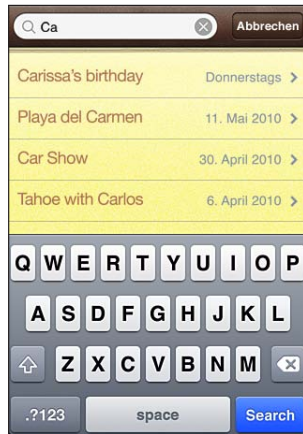 Ca Abbrechen
Carissa's birthday Donnerstags
Playa del Carmen 11. Mai 2010
Car Show 30. April 2010
Tahoe with Carlos 6. April 2010
Q W E R T Y U I O P
A S D F G H J K L
Z X C V B N M
.?123 space Search